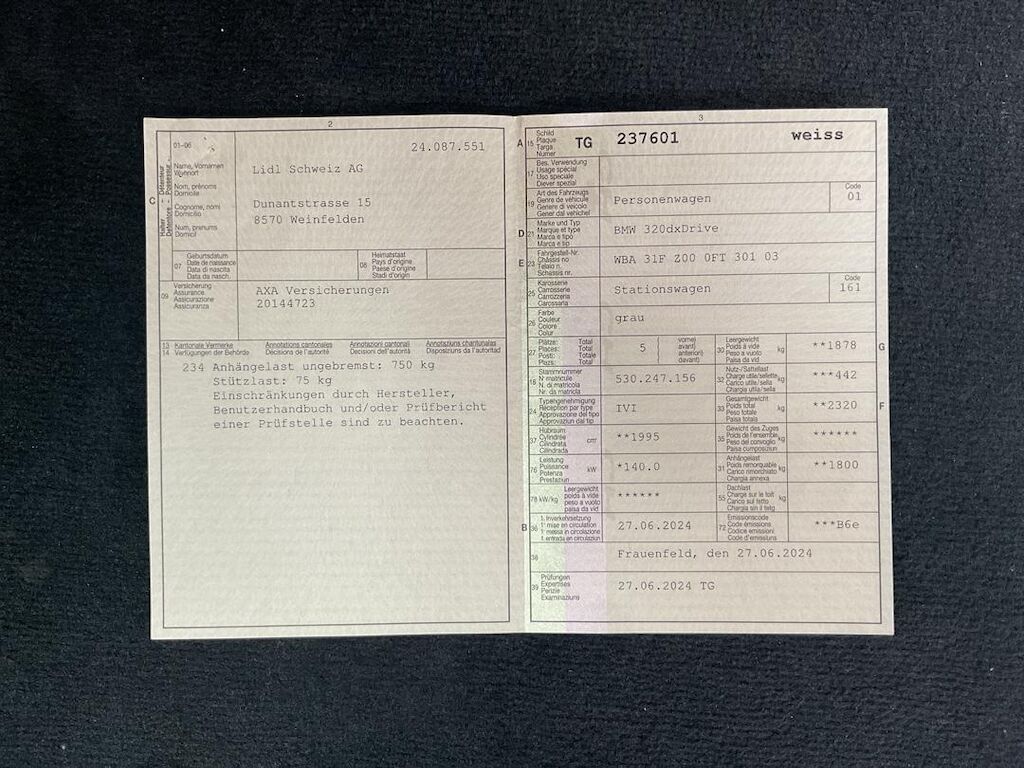 2
01-06
24.087.551
Halter – Détenteur
Detentore – Possessur
C
Name, Vornamen
Wohnort
Nom, prénoms
Domicile
Cognome, nomi
Domicilio
Num, prenums
Domicil
Lidl Schweiz AG
Dunantstrasse 15
8570 Weinfelden
07
Geburtsdatum
Date de naissance
Data di nascita
Data da nasch.
08
Heimatstaat
Pays d'origine
Paese d'origine
Stadi d'origin
09
Versicherung
Assurance
Assicurazione
Assicuranza
AXA Versicherungen
20144723
13 Kantonale Vermerke Annotations cantonales Annotazioni cantonali Annotaziuns chantunalas
14 Verfügungen der Behörde Décisions de l'autorité Decisioni dell'autorità Disposiziuns da l'autoritad
234 Anhängelast ungebremst: 750 kg
Stützlast: 75 kg
Einschränkungen durch Hersteller,
Benutzerhandbuch und/oder Prüfbericht
einer Prüfstelle sind zu beachten.
3
A 15
Schild
Plaque
Targa
Numer
TG 237601 weiss
17
Bes. Verwendung
Usage spécial
Uso speciale
Diever spezial
19
Art des Fahrzeugs
Genre de véhicule
Genere di veicolo
Gener dal vehichel
Personenwagen
Code
01
D 21
Marke und Typ
Marque et type
Marca e tipo
Marca e tip
BMW 320dxDrive
E 23
Fahrgestell-Nr.
Châssis no
Telaio n.
Schassis nr.
WBA 31F Z00 0FT 301 03
25
Karosserie
Carrosserie
Carrozzeria
Carossaria
Stationswagen
Code
161
26
Farbe
Couleur
Colore
Colur
grau
27
Plätze: Total
Places: Total
Posti: Totale
Plazs: Total
5
vorne)
avant)
anteriori)
davant)
30
Leergewicht
Poids à vide
Peso a vuoto
Paisa da vid
kg
**1878
G
18
Stammnummer
N° matricule
N. di matricola
Nr. da matricla
530.247.156
32
Nutz-/Sattellast
Charge utile/sellette
Carico utile/sella
Chargia utila/sella
kg
***442
24
Typengenehmigung
Réception par type
Approvazione del tipo
Approvaziun dal tip
IVI
33
Gesamtgewicht
Poids total
Peso totale
Paisa totala
kg
**2320
F
37
Hubraum
Cylindrée
Cilindrata
Cilindrada
cm³
**1995
35
Gewicht des Zuges
Poids de l'ensemble
Peso del convoglio
Paisa cumposiziun
kg
******
76
Leistung
Puissance
Potenza
Prestaziun
kW
*140.0
31
Anhängelast
Poids remorquable
Carico rimorchiato
Chargia annexa
kg
**1800
78 kW/kg
Leergewicht
poids à vide
peso a vuoto
paisa da vid
******
55
Dachlast
Charge sur le toit
Carico sul tetto
Chargia sin il tetg
kg
B 36
1. Inverkehrsetzung
1re mise en circulation
1a messa in circolazione
1. entrada en circulaziun
27.06.2024
72
Emissionscode
Code émissions
Codice emissioni
Code d'emissiuns
***B6e
38
Frauenfeld, den 27.06.2024
39
Prüfungen
Expertises
Perizie
Examinaziuns
27.06.2024 TG